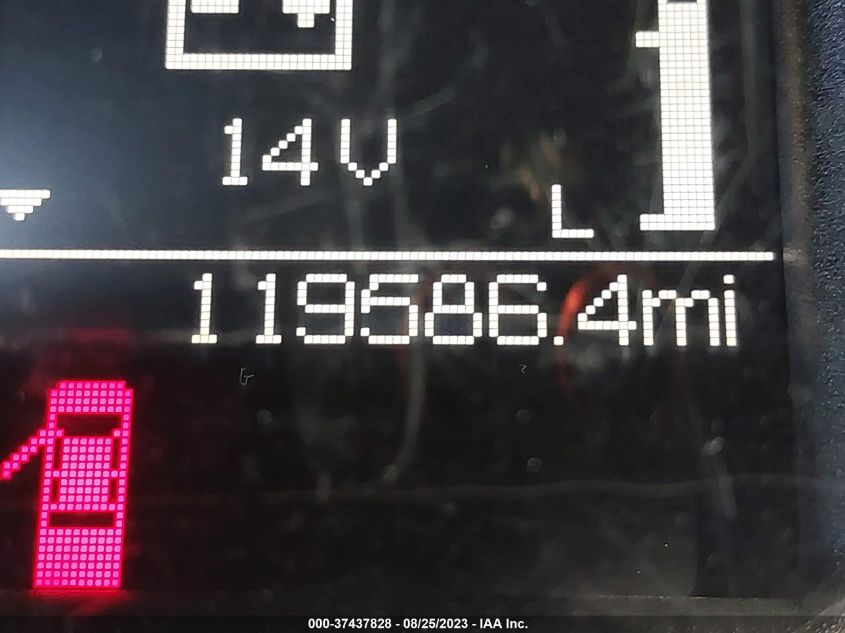 14V
L
119586.4mi
000-37437828 - 08/25/2023 - IAA Inc.